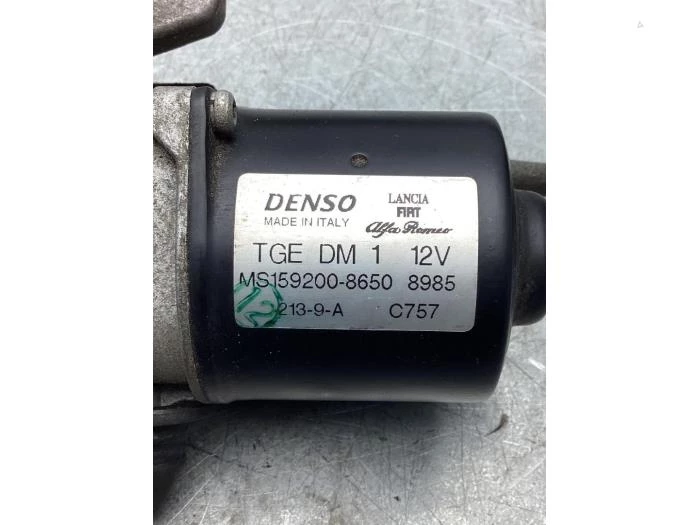 DENSO LANCIA
MADE IN ITALY FIAT
Alfa Romeo
TGE DM 1 12V
MS159200-8650 8985
213-9-A C757